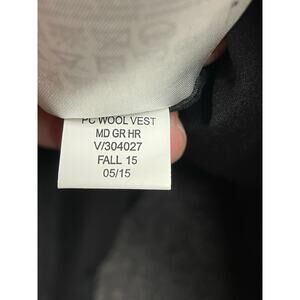 PC WOOL VEST
MD GR HR
V/304027
FALL 15
05/15